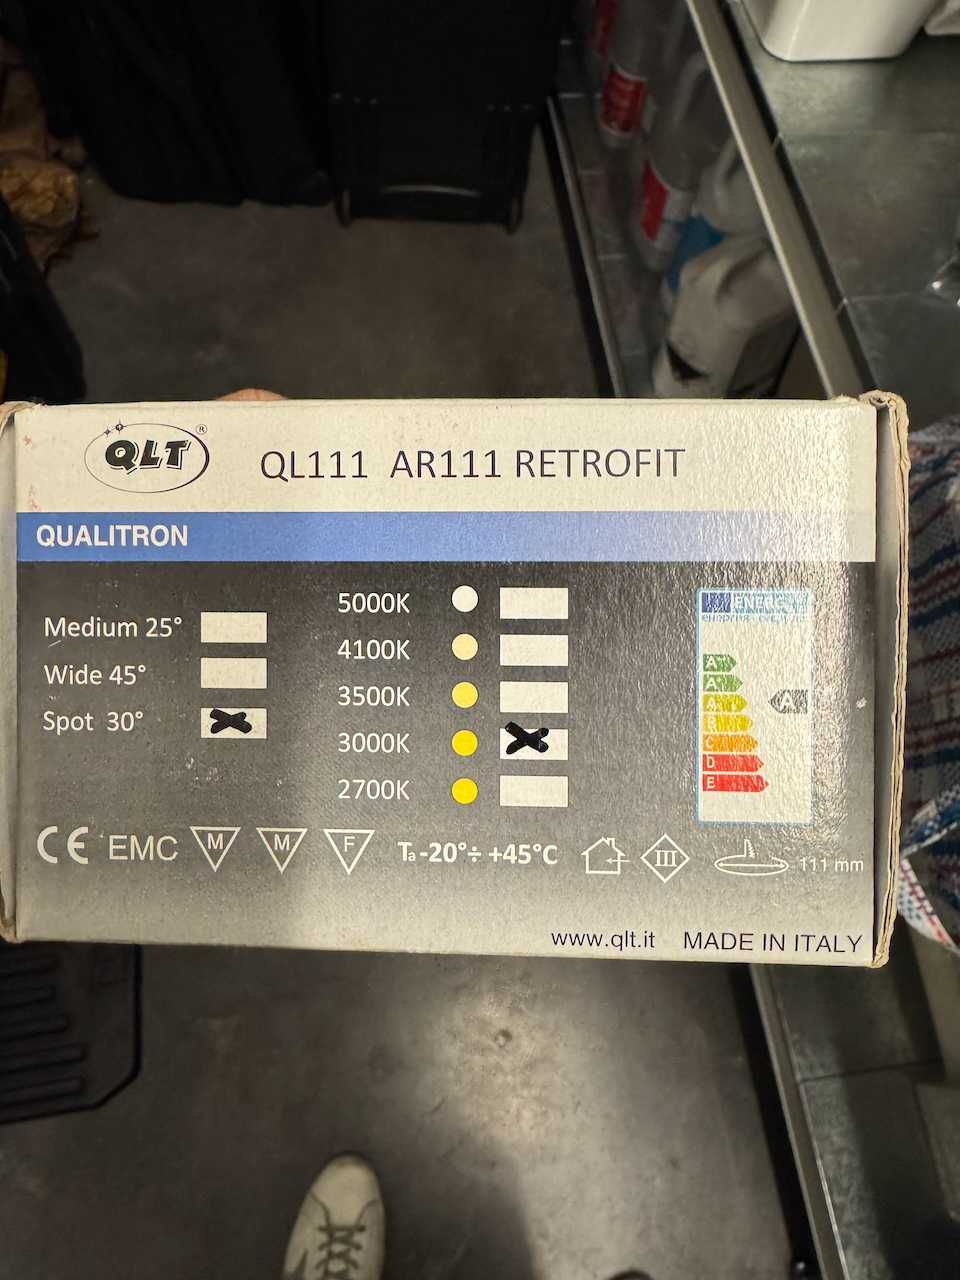 QLT ®
QL111 AR111 RETROFIT
QUALITRON
Medium 25°
Wide 45°
Spot 30°
5000K
4100K
3500K
3000K
2700K
ENERG
A
B
C
D
E
A
CE EMC M M F Ta -20°÷ +45°C III 111 mm
www.qlt.it MADE IN ITALY